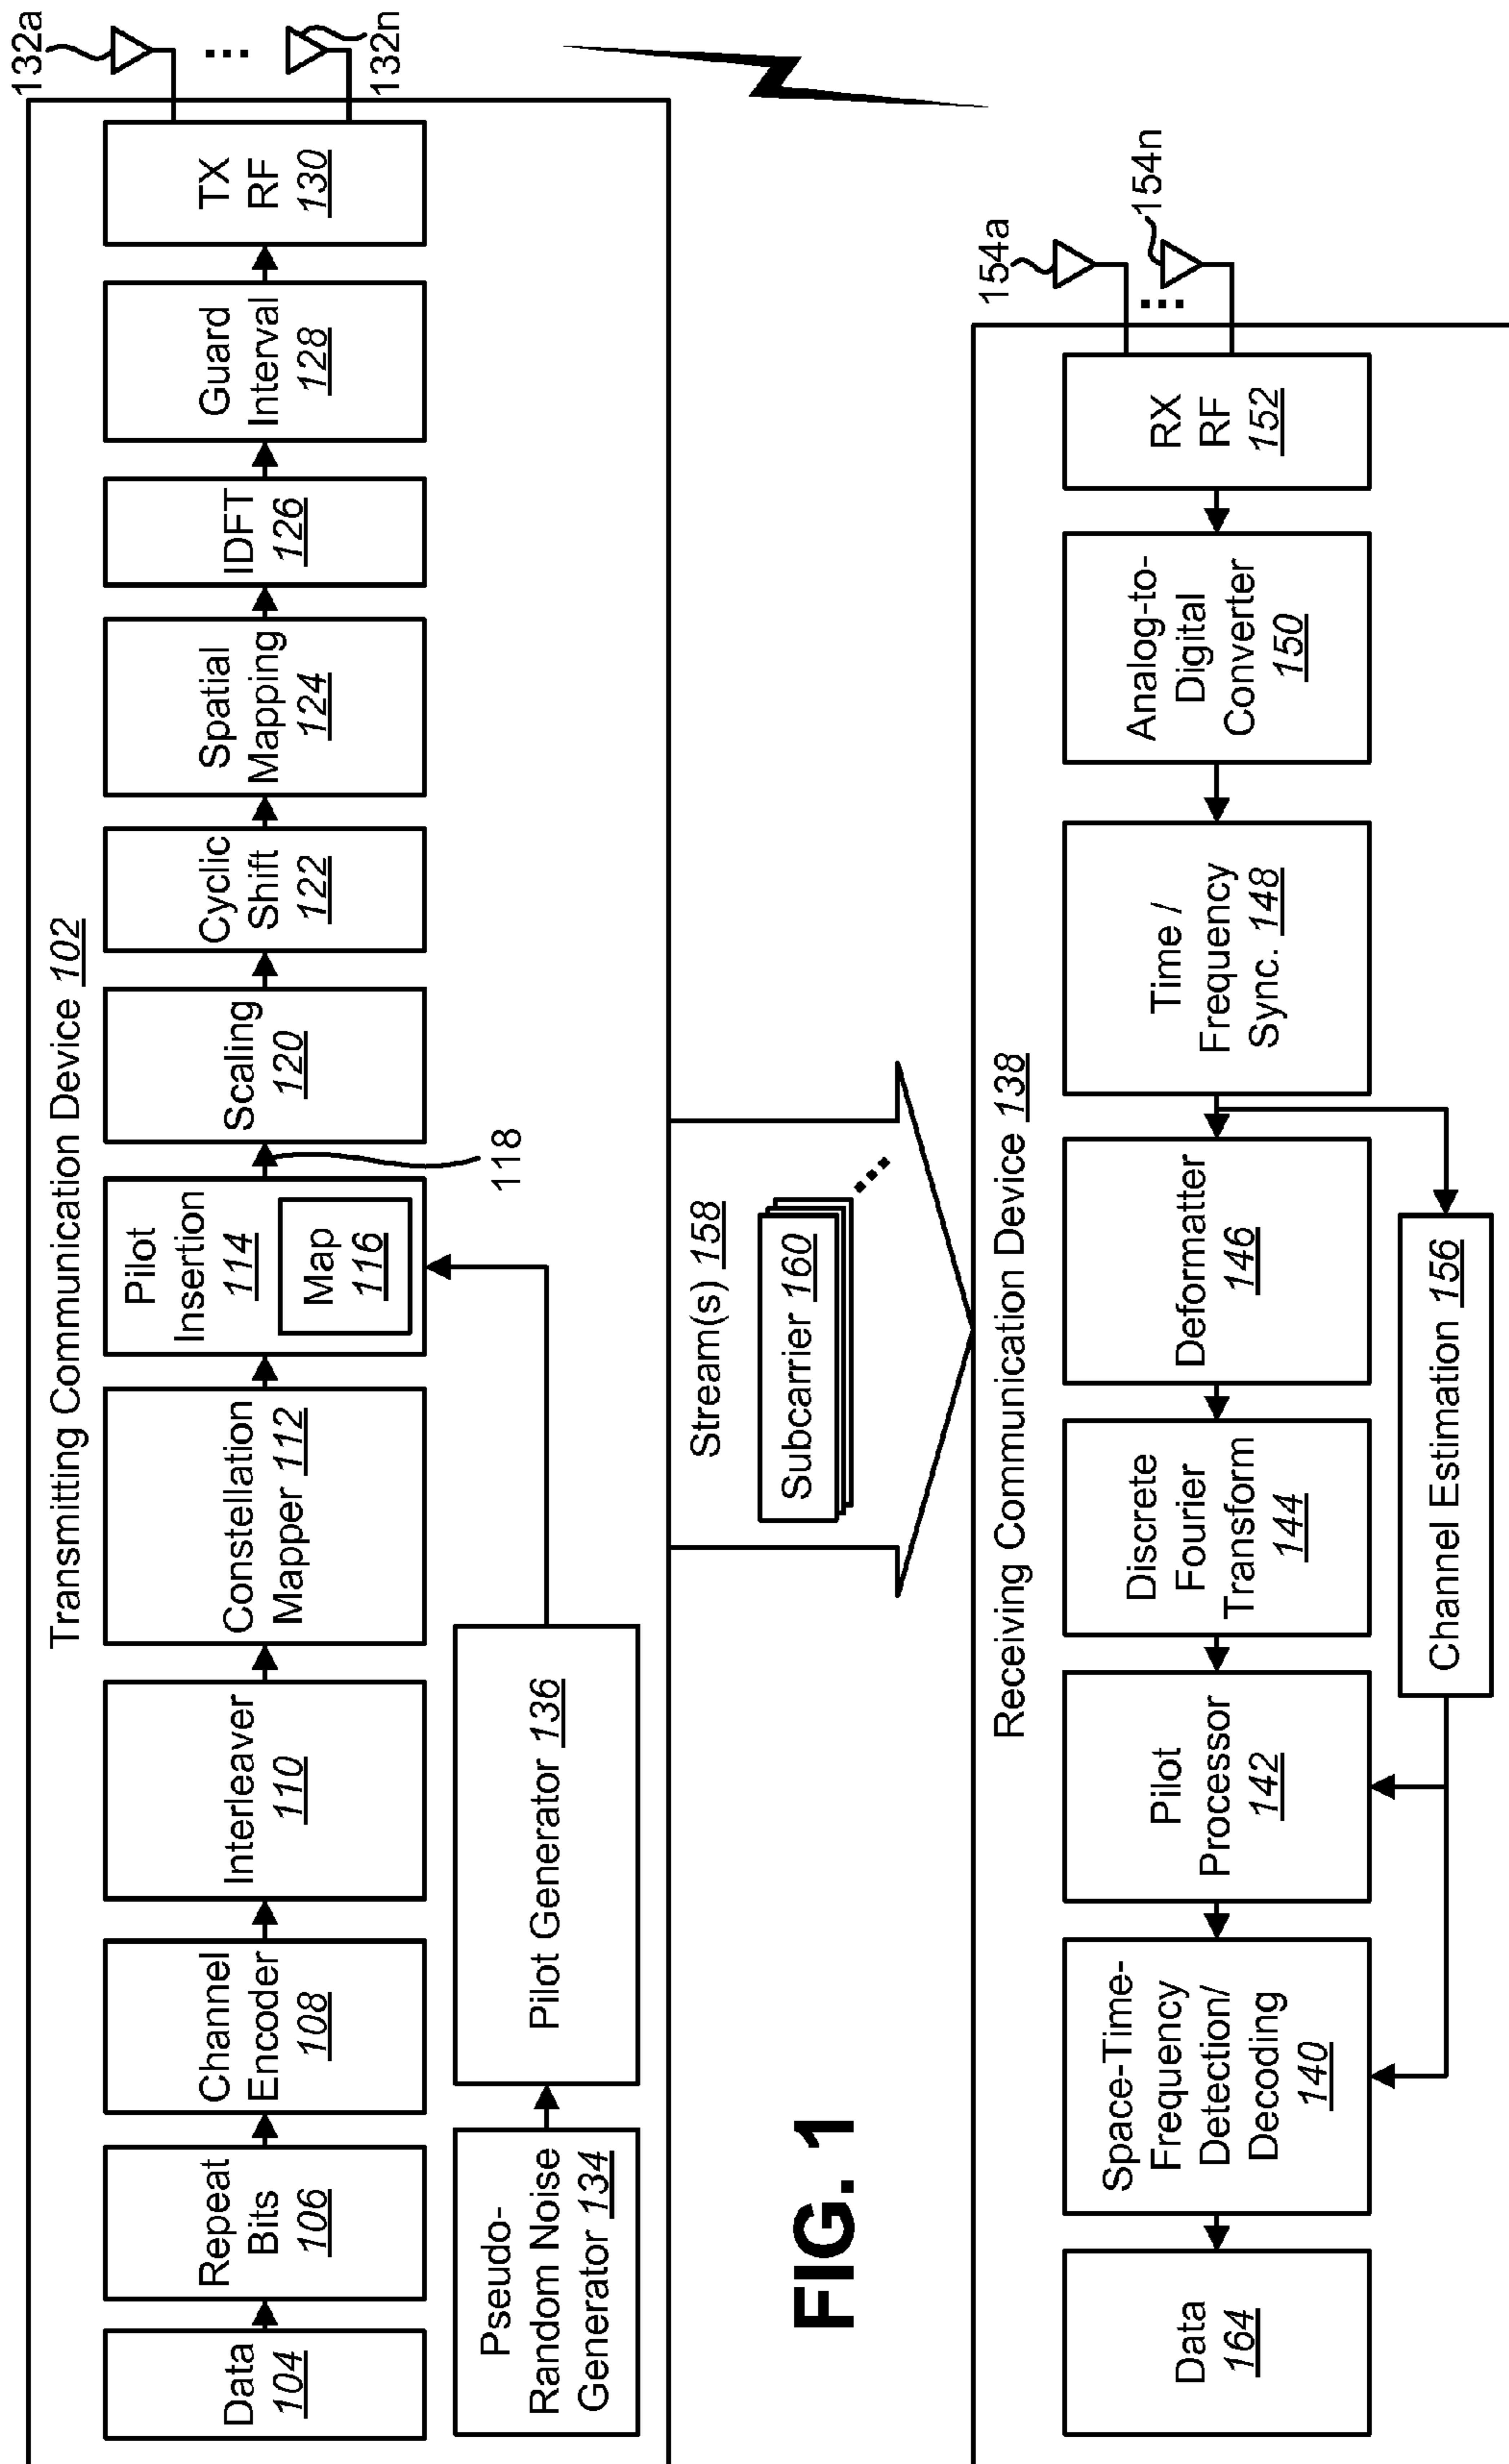 Transmitting Communication Device 102
Data
104
Repeat
Bits
106
Channel
Encoder
108
Interleaver
110
Constellation
Mapper 112
Pilot
Insertion
114
Map
116
118
Scaling
120
Cyclic
Shift
122
Spatial
Mapping
124
IDFT
126
Guard
Interval
128
TX
RF
130
132a
...
132n
Pseudo-
Random Noise
Generator 134
Pilot Generator 136
Stream(s) 158
Subcarrier 160
...
Receiving Communication Device 138
Data
164
Space-Time-
Frequency
Detection/
Decoding
140
Pilot
Processor
142
Discrete
Fourier
Transform
144
Deformatter
146
Time /
Frequency
Sync. 148
Analog-to-
Digital
Converter
150
RX
RF
152
154a
...
154n
Channel Estimation 156
FIG. 1